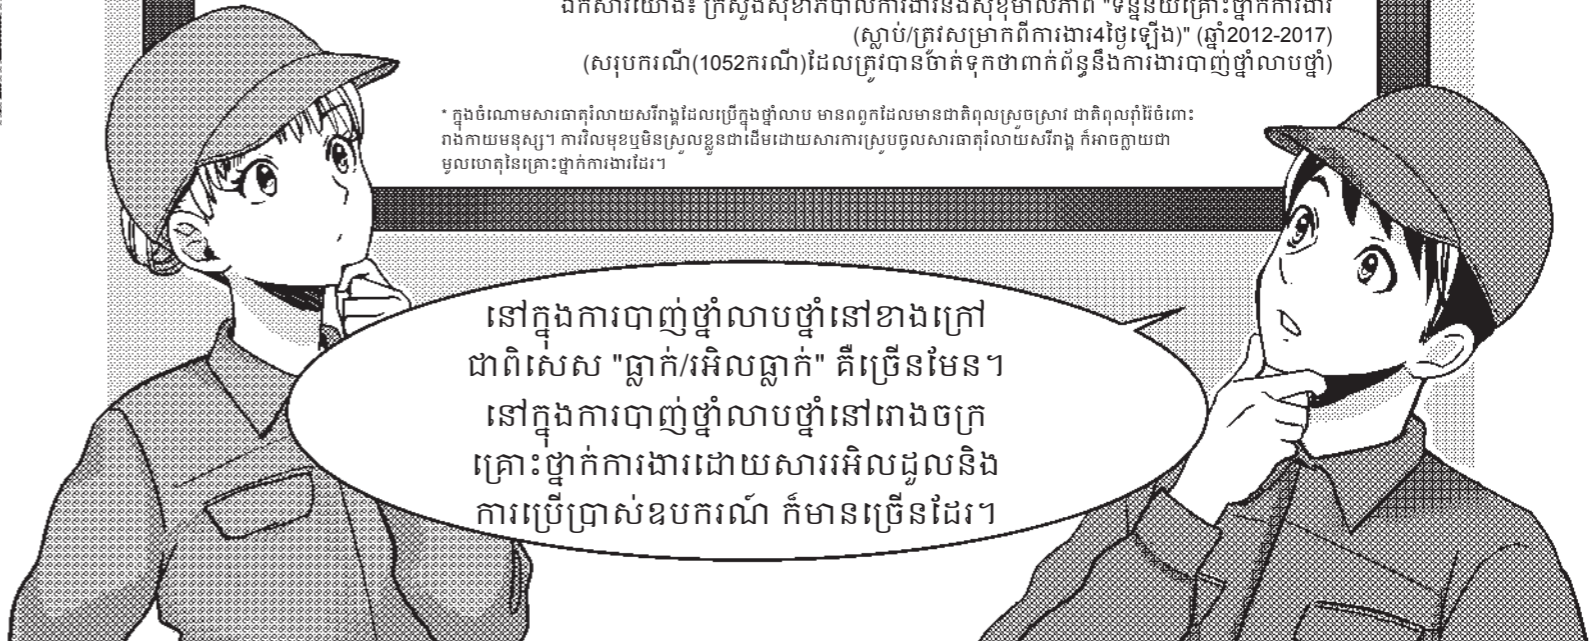 ឯកសារយោង៖ ក្រសួងសុខាភិបាលការងារនិងសុខុមាលភាព "ទិន្នន័យគ្រោះថ្នាក់ការងារ
(ស្លាប់/ត្រូវសម្រាកពីការងារ4ថ្ងៃឡើង)" (ឆ្នាំ2012-2017)
(សរុបករណី(1052ករណី)ដែលត្រូវបានចាត់ទុកថាពាក់ព័ន្ធនឹងការងារបាញ់ថ្នាំលាបថ្នាំ)
* ក្នុងចំណោមសារធាតុរំលាយសរីរាង្គដែលប្រើក្នុងថ្នាំលាប មានពពួកដែលមានជាតិពុលស្រួចស្រាវ ជាតិពុលរ៉ាំរ៉ៃចំពោះ
រាងកាយមនុស្ស។ ការវិលមុខឬមិនស្រួលខ្លួនជាដើមដោយសារការស្រូបចូលសារធាតុរំលាយសរីរាង្គ ក៏អាចក្លាយជា
មូលហេតុនៃគ្រោះថ្នាក់ការងារដែរ។
នៅក្នុងការបាញ់ថ្នាំលាបថ្នាំនៅខាងក្រៅ
ជាពិសេស "ធ្លាក់/រអិលធ្លាក់" គឺច្រើនមែន។
នៅក្នុងការបាញ់ថ្នាំលាបថ្នាំនៅរោងចក្រ
គ្រោះថ្នាក់ការងារដោយសាររអិលដួលនិង
ការប្រើប្រាស់ឧបករណ៍ ក៏មានច្រើនដែរ។